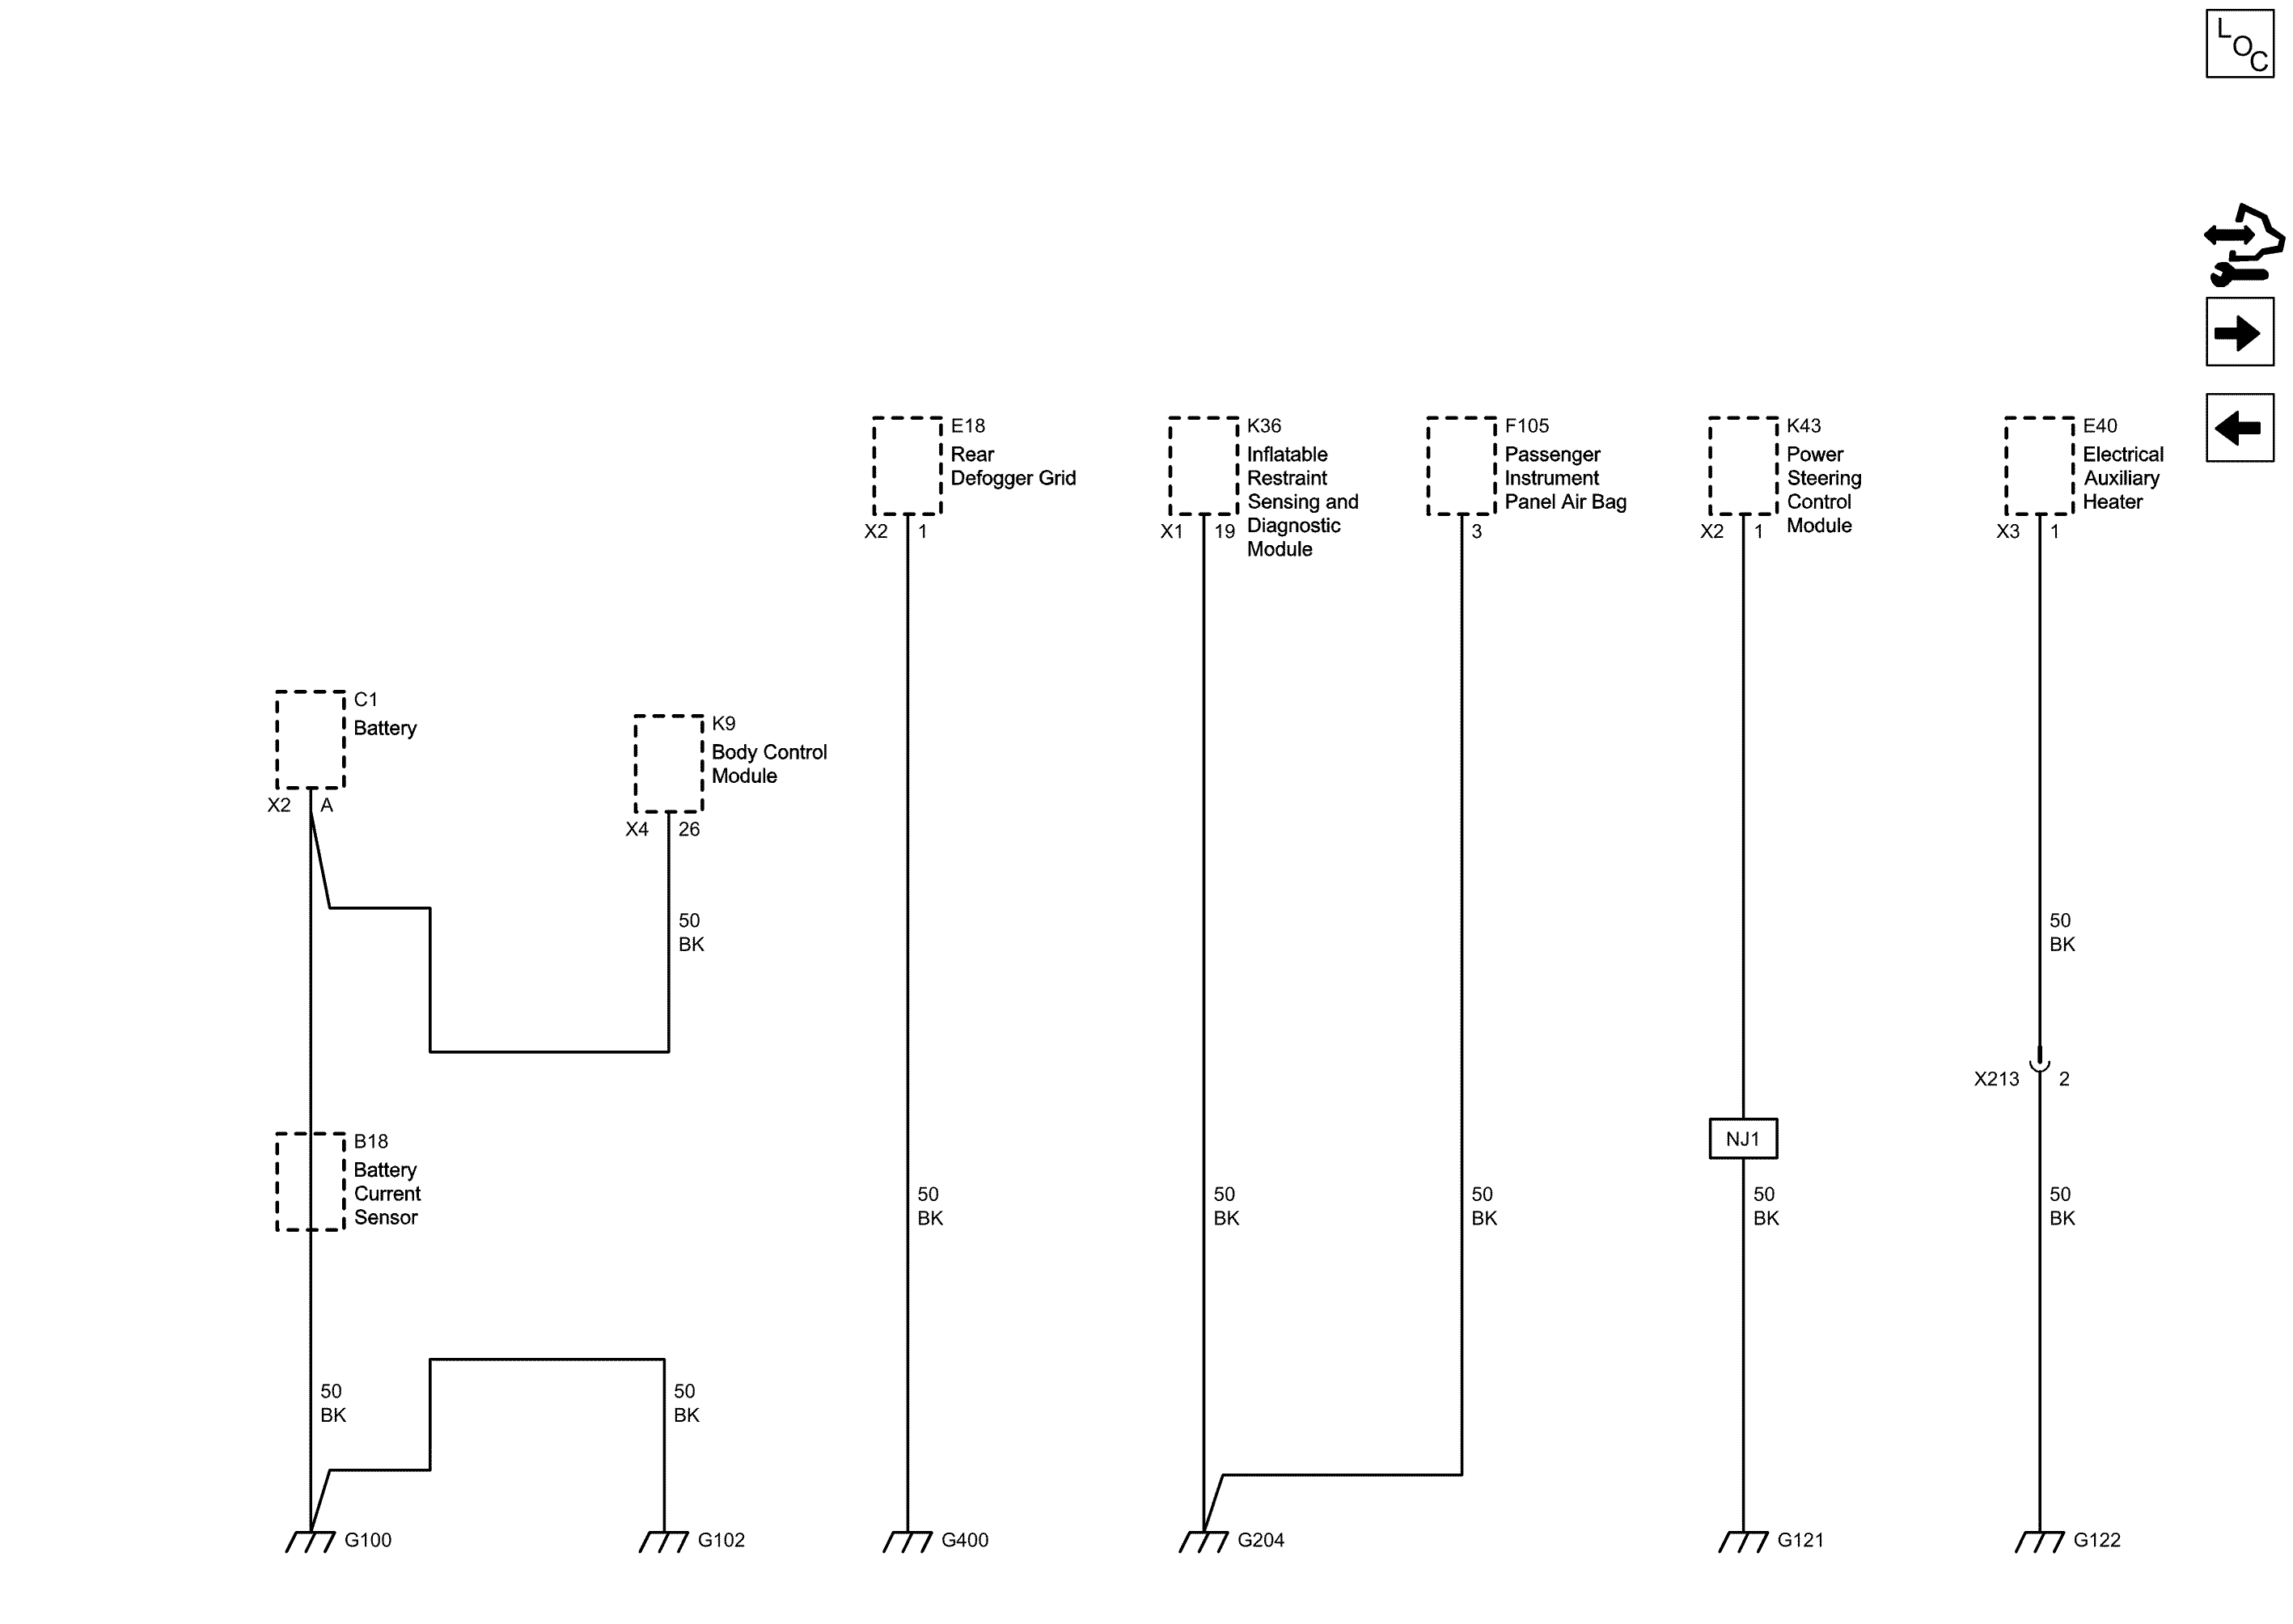 LOC
E18
Rear
Defogger Grid
X2 1
K36
Inflatable
Restraint
Sensing and
Diagnostic
Module
X1 19
F105
Passenger
Instrument
Panel Air Bag
3
K43
Power
Steering
Control
Module
X2 1
E40
Electrical
Auxiliary
Heater
X3 1
C1
Battery
X2 A
K9
Body Control
Module
X4 26
50
BK
50
BK
X213 2
B18
Battery
Current
Sensor
NJ1
50
BK
50
BK
50
BK
50
BK
50
BK
50
BK
50
BK
G100
G102
G400
G204
G121
G122